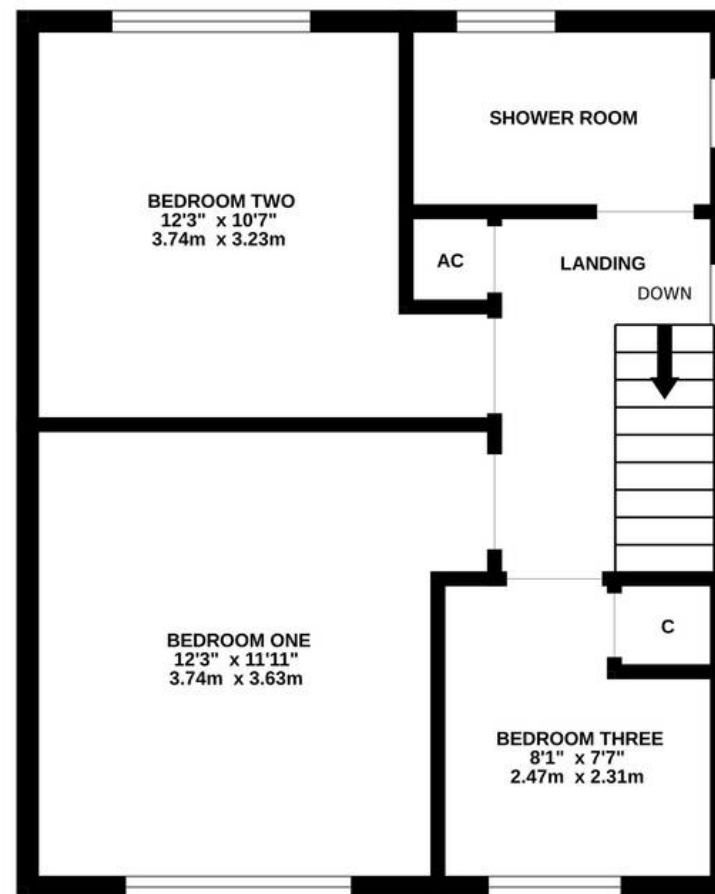 SHOWER ROOM
BEDROOM TWO
12'3" x 10'7"
3.74m x 3.23m
AC
LANDING
DOWN
BEDROOM ONE
12'3" x 11'11"
3.74m x 3.63m
C
BEDROOM THREE
8'1" x 7'7"
2.47m x 2.31m